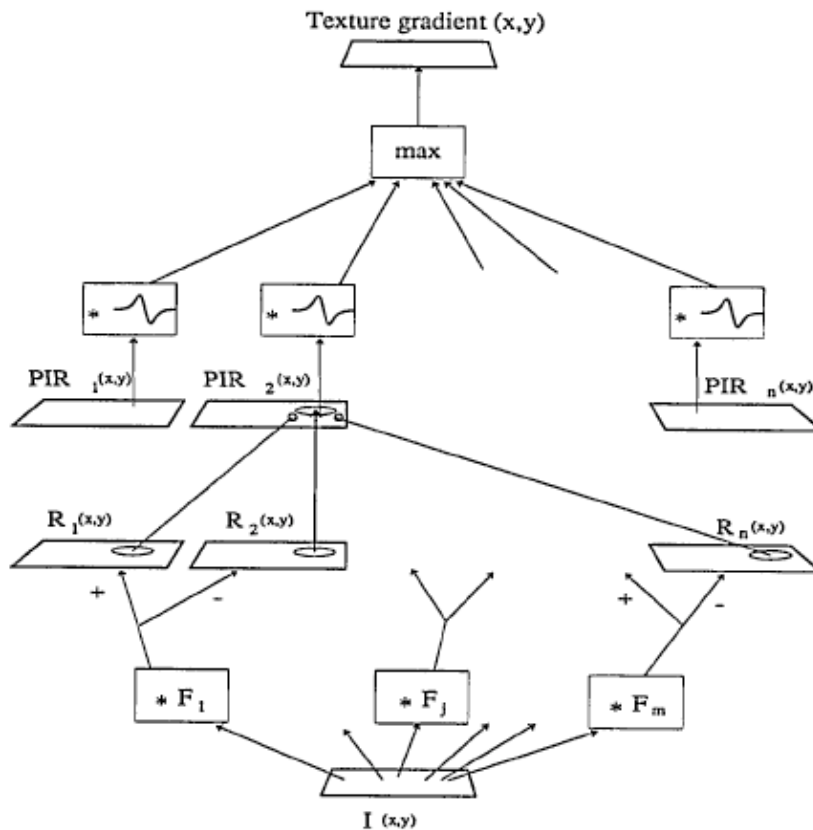 Texture gradient (x,y)
max
* * *
PIR 1(x,y) PIR 2(x,y) PIR n(x,y)
R 1(x,y) R 2(x,y) R n(x,y)
+ - + -
* F1 * Fj * Fm
I (x,y)